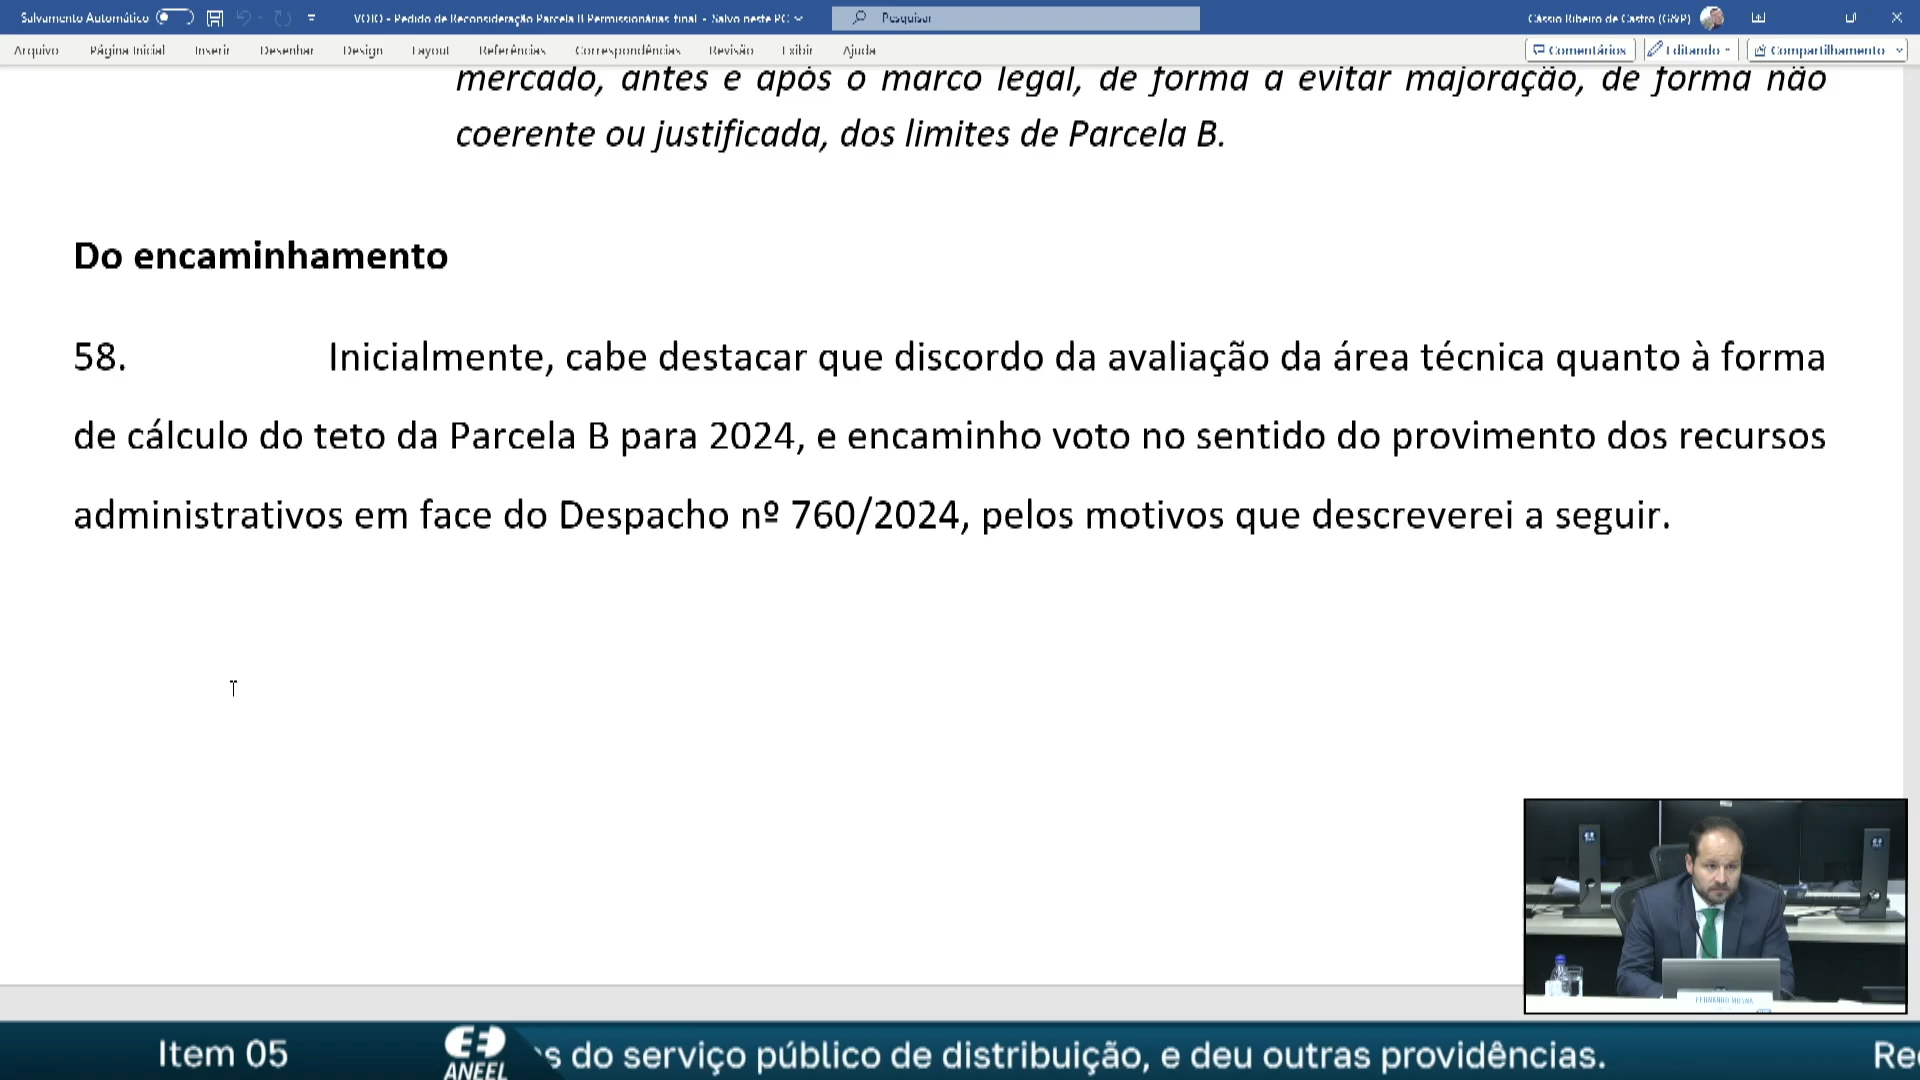 Salvamento Automático
VOTO - Pedido de Reconsideração Parcela B Permissionárias_final - Salvo neste PC
Pesquisar
Cássio Ribeiro de Castro (G&P)
Arquivo Página Inicial Inserir Desenhar Design Layout Referências Correspondências Revisão Exibir Ajuda
Comentários Editando Compartilhamento
mercado, antes e após o marco legal, de forma a evitar majoração, de forma não
coerente ou justificada, dos limites de Parcela B.
Do encaminhamento
58. Inicialmente, cabe destacar que discordo da avaliação da área técnica quanto à forma
de cálculo do teto da Parcela B para 2024, e encaminho voto no sentido do provimento dos recursos
administrativos em face do Despacho nº 760/2024, pelos motivos que descreverei a seguir.
FERNANDO MOSNA
Item 05
ANEEL
s do serviço público de distribuição, e deu outras providências.